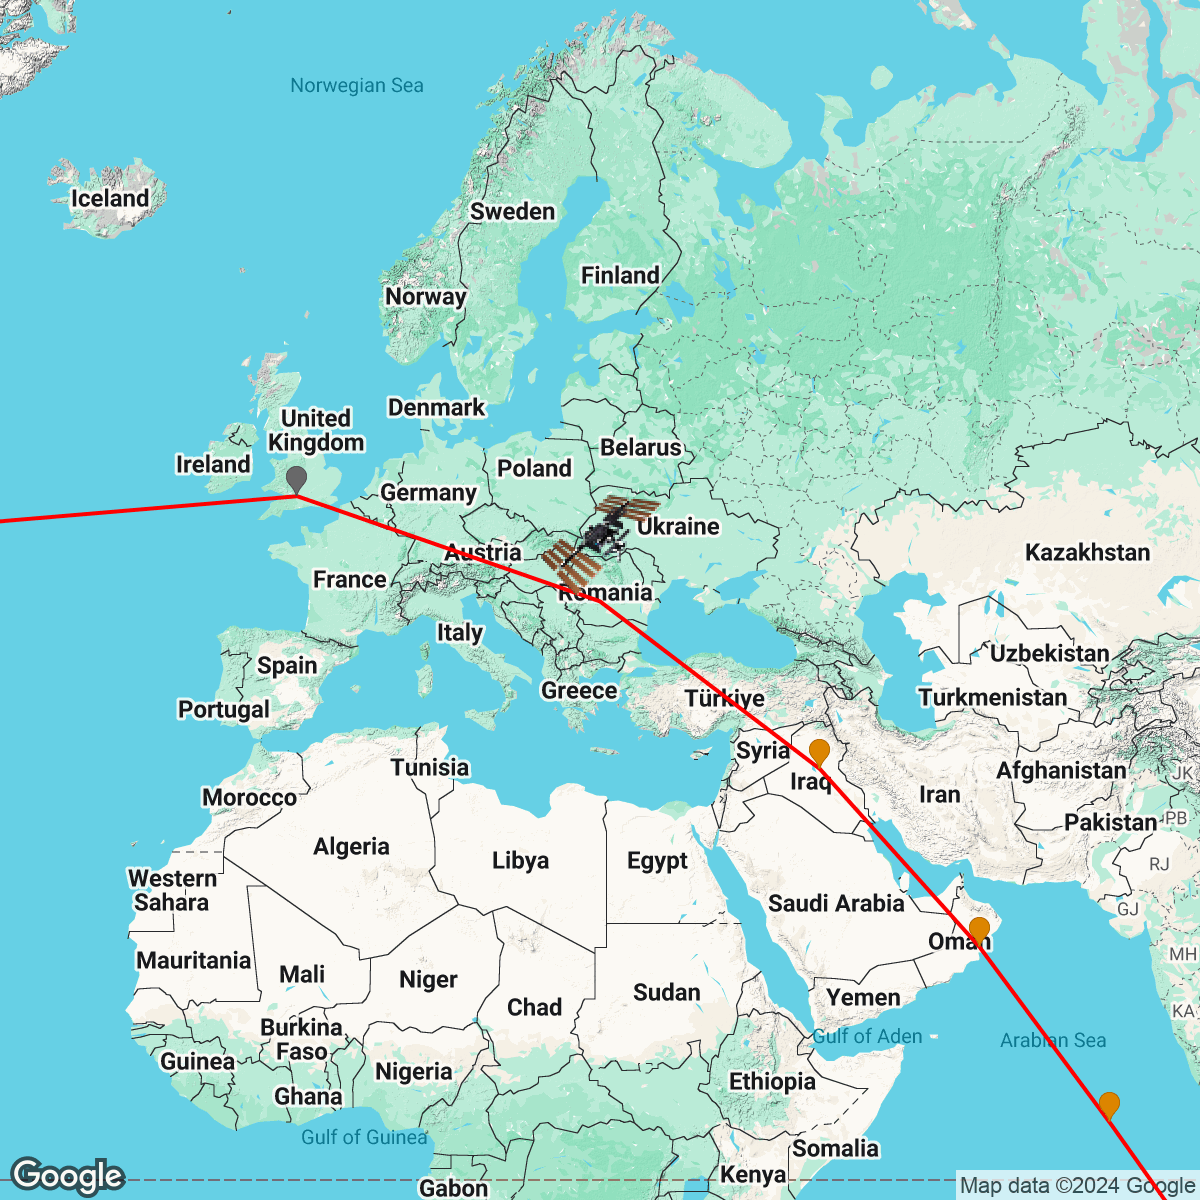 Norwegian Sea
Iceland
Sweden
Finland
Norway
Denmark
United
Kingdom
Ireland
Belarus
Poland
Germany
Ukraine
Austria
Kazakhstan
France
Romania
Italy
Uzbekistan
Spain
Greece
Türkiye
Turkmenistan
Portugal
Syria
Tunisia
Iraq
Afghanistan
JK
Morocco
Iran
Pakistan
PB
Algeria
Libya
Egypt
RJ
Western
Sahara
Saudi Arabia
GJ
Oman
Mauritania
Mali
Niger
MH
Chad
Sudan
Yemen
KA
Burkina
Faso
Gulf of Aden
Arabian Sea
Guinea
Nigeria
Ethiopia
Ghana
Gulf of Guinea
Somalia
Kenya
Gabon
Google
Map data ©2024 Google